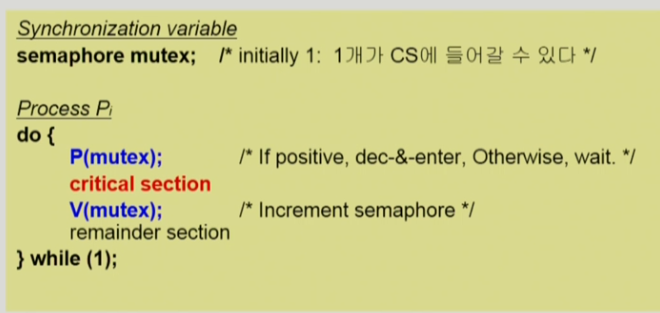 Synchronization variable
semaphore mutex; /* initially 1: 1개가 CS에 들어갈 수 있다 */
Process Pi
do {
P(mutex); /* If positive, dec-&-enter, Otherwise, wait. */
critical section
V(mutex); /* Increment semaphore */
remainder section
} while (1);